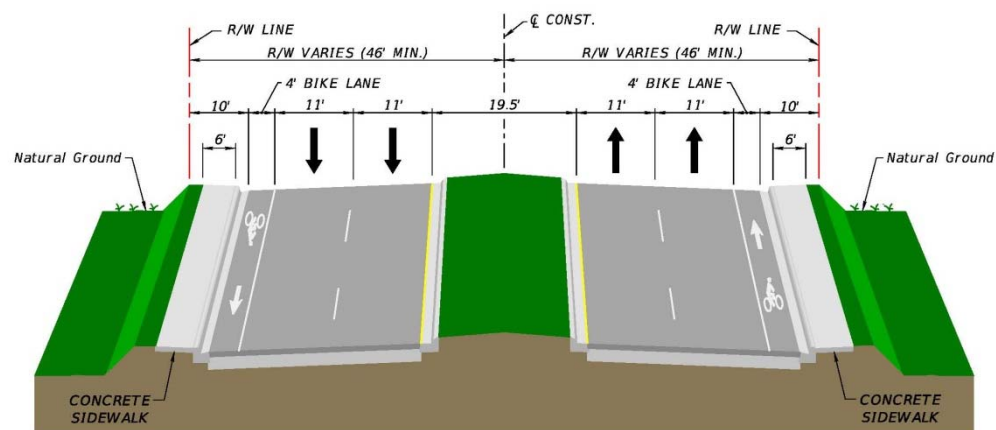 R/W LINE
℄ CONST.
R/W LINE
R/W VARIES (46' MIN.)
R/W VARIES (46' MIN.)
4' BIKE LANE
4' BIKE LANE
10'
11'
11'
19.5'
11'
11'
10'
6'
6'
Natural Ground
Natural Ground
CONCRETE
SIDEWALK
CONCRETE
SIDEWALK